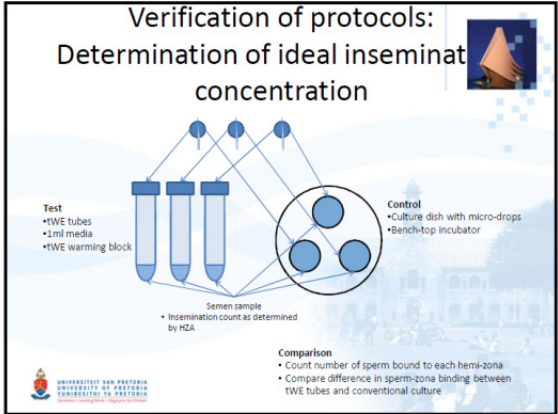 Verification of protocols:
Determination of ideal inseminat
concentration
Test
•tWE tubes
•1ml media
•tWE warming block
Control
•Culture dish with micro-drops
•Bench-top incubator
Semen sample
• Insemination count as determined
by HZA
Comparison
• Count number of sperm bound to each hemi-zona
• Compare difference in sperm-zona binding between
tWE tubes and conventional culture
UNIVERSITEIT VAN PRETORIA
UNIVERSITY OF PRETORIA
YUNIBESITHI YA PRETORIA